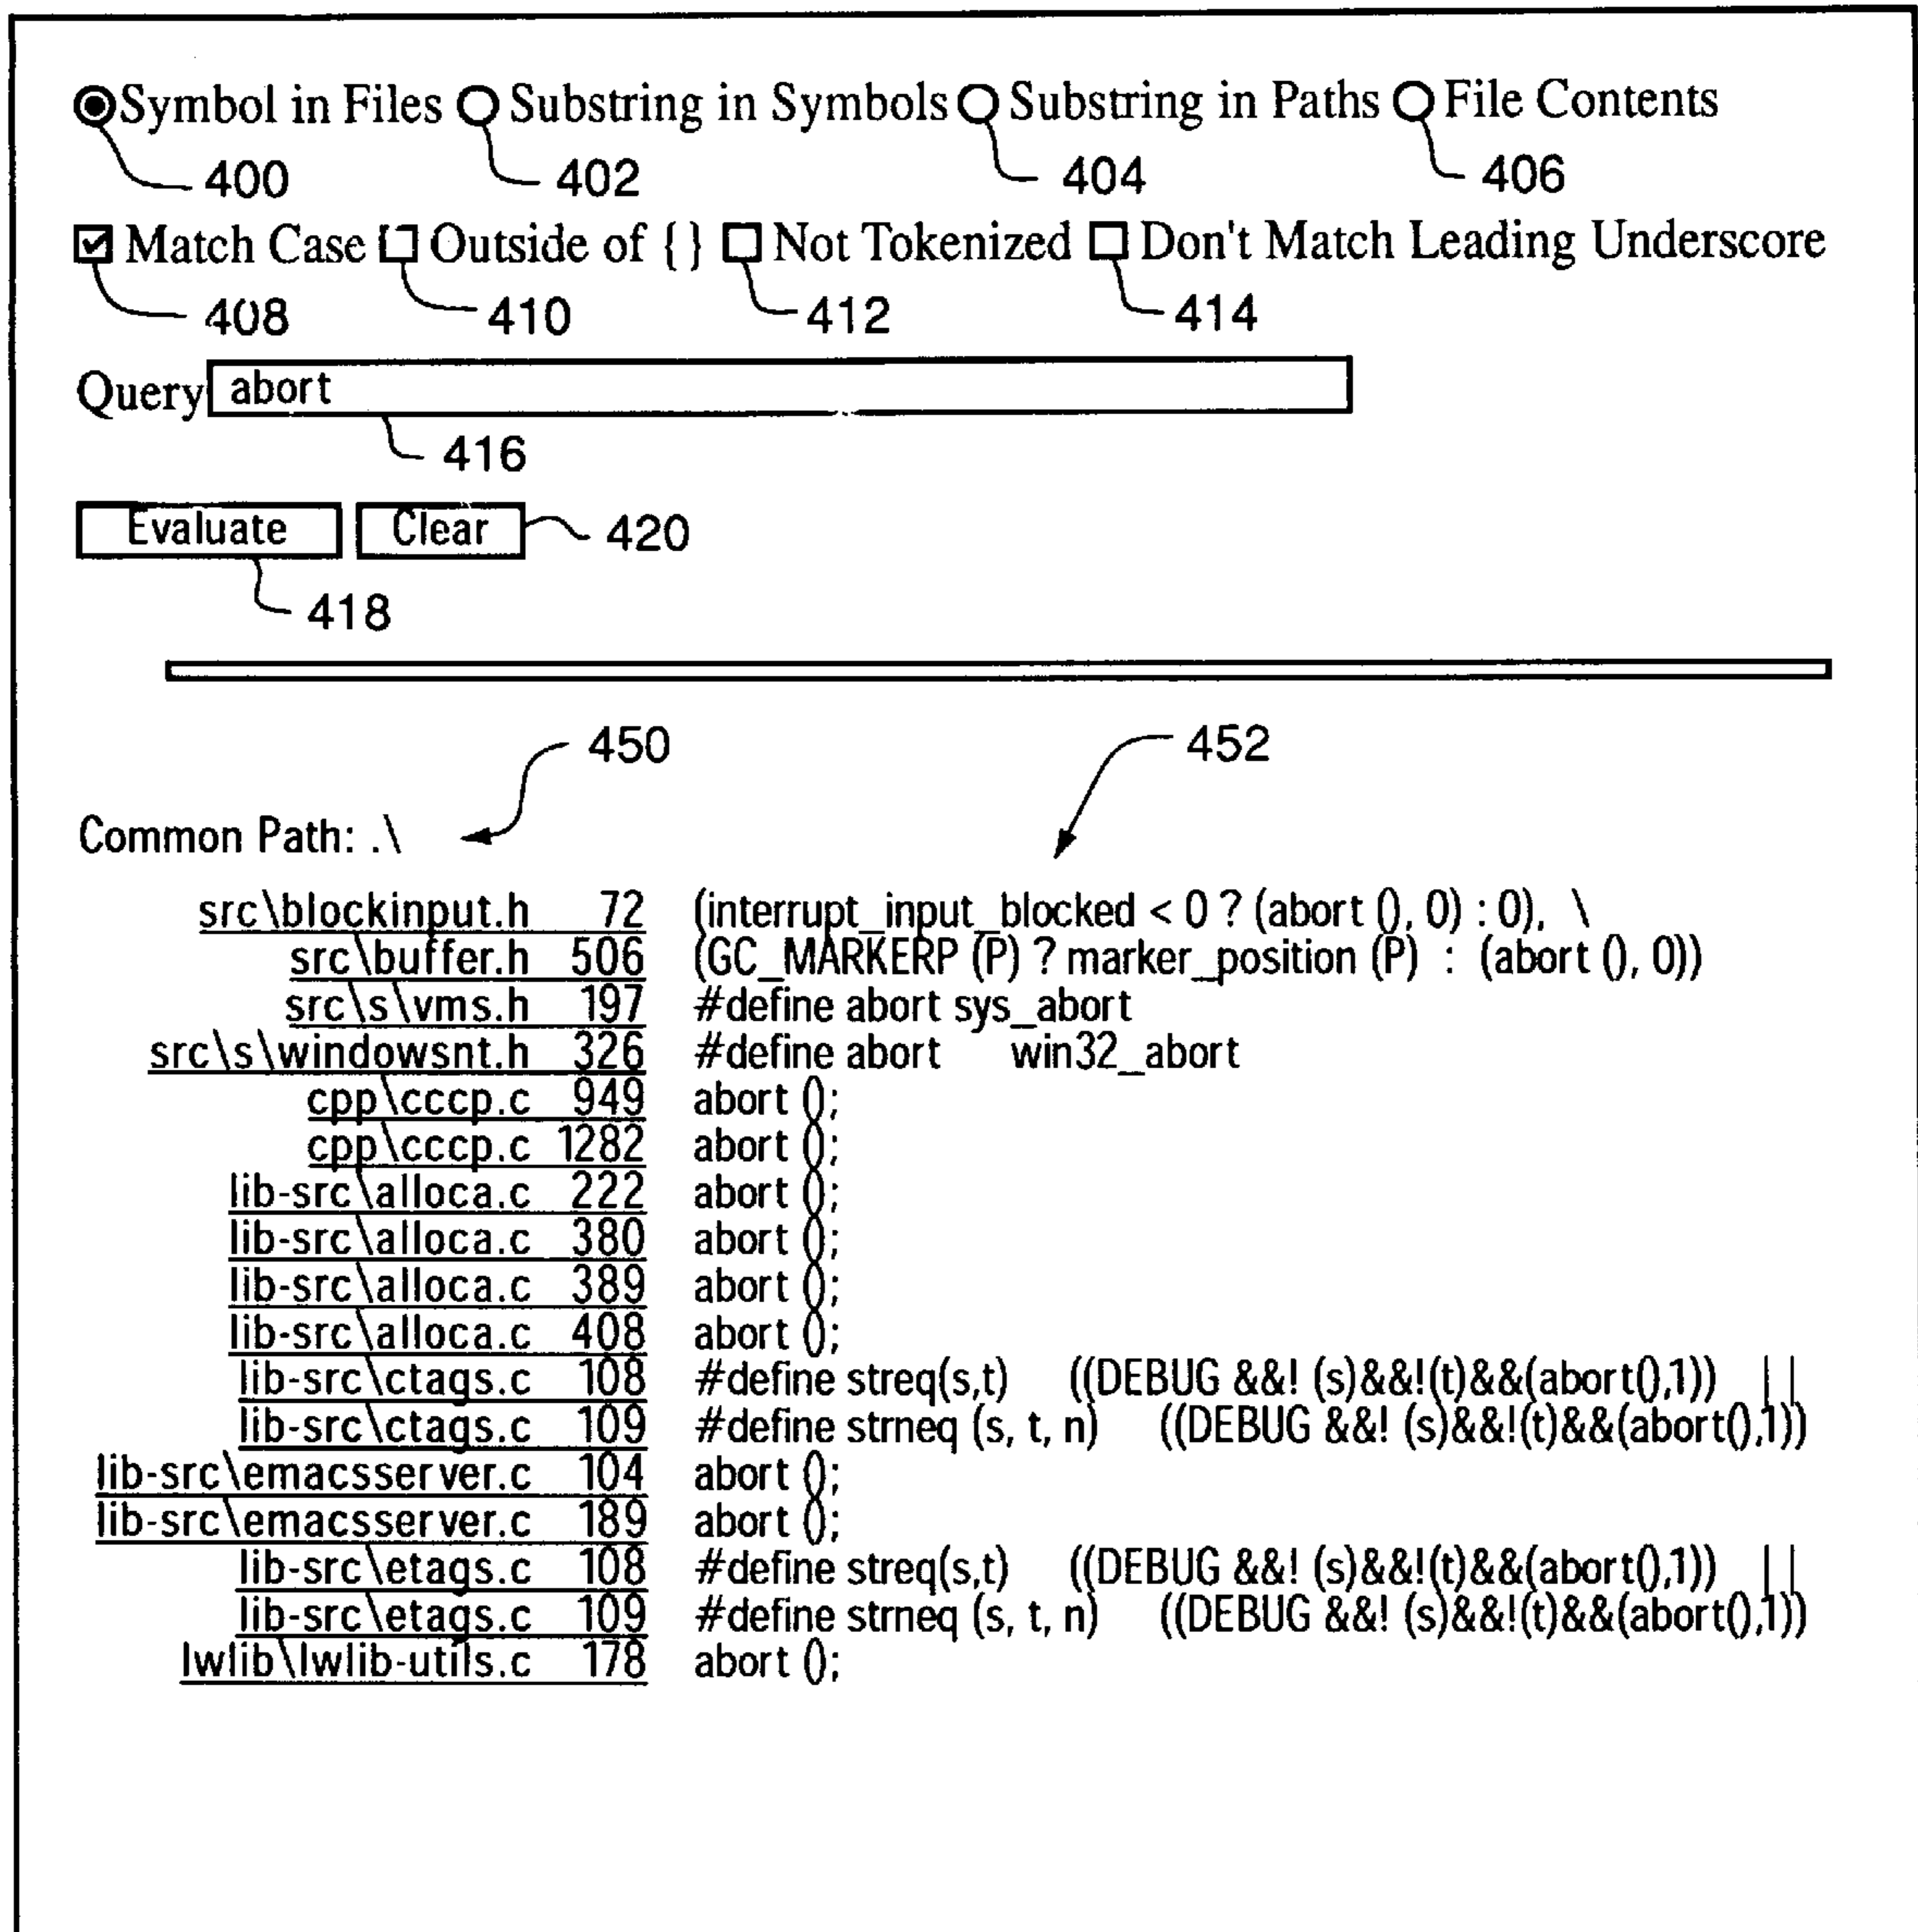 Symbol in Files Substring in Symbols Substring in Paths File Contents
400 402 404 406
Match Case Outside of { } Not Tokenized Don't Match Leading Underscore
408 410 412 414
Query abort
416
Evaluate Clear 420
418
450 452
Common Path: .\
src\blockinput.h 72 (interrupt_input_blocked < 0 ? (abort (), 0) : 0), \
src\buffer.h 506 (GC_MARKERP (P) ? marker_position (P) : (abort (), 0))
src\s\vms.h 197 #define abort sys_abort
src\s\windowsnt.h 326 #define abort win32_abort
cpp\cccp.c 949 abort ();
cpp\cccp.c 1282 abort ();
lib-src\alloca.c 222 abort ();
lib-src\alloca.c 380 abort ();
lib-src\alloca.c 389 abort ();
lib-src\alloca.c 408 abort ();
lib-src\ctags.c 108 #define streq(s,t) ((DEBUG &&! (s)&&!(t)&&(abort(),1)) ||
lib-src\ctags.c 109 #define strneq (s, t, n) ((DEBUG &&! (s)&&!(t)&&(abort(),1))
lib-src\emacsserver.c 104 abort ();
lib-src\emacsserver.c 189 abort ();
lib-src\etags.c 108 #define streq(s,t) ((DEBUG &&! (s)&&!(t)&&(abort(),1)) ||
lib-src\etags.c 109 #define strneq (s, t, n) ((DEBUG &&! (s)&&!(t)&&(abort(),1))
lwlib\lwlib-utils.c 178 abort ();